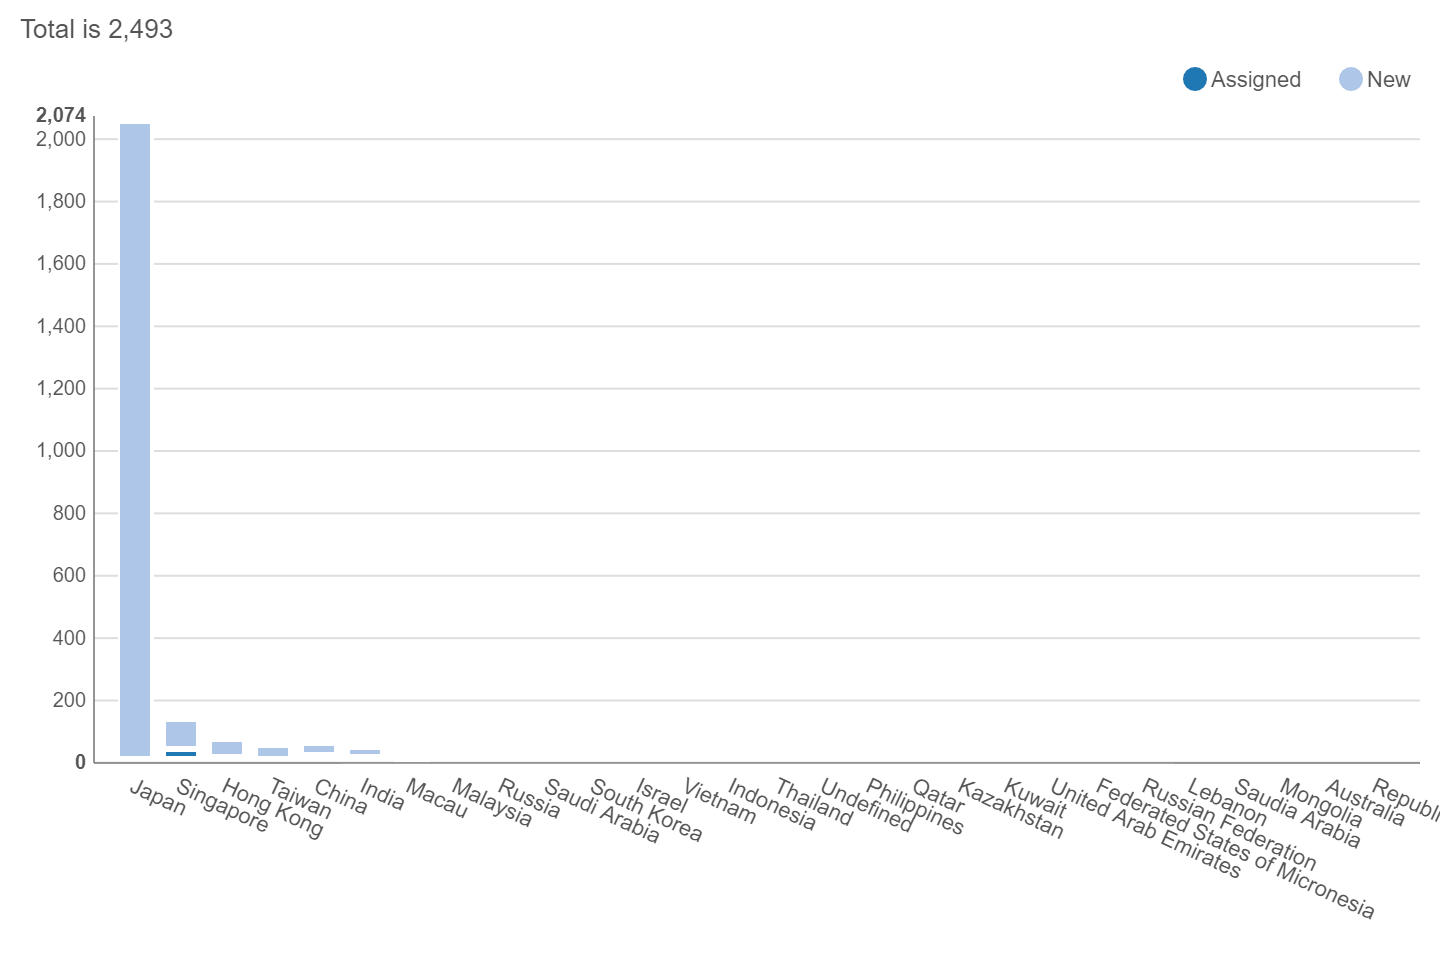 Total is 2,493
Assigned
New
2,074
2,000
1,800
1,600
1,400
1,200
1,000
800
600
400
200
0
Japan
Singapore
Hong Kong
Taiwan
China
India
Macau
Malaysia
Russia
Saudi Arabia
South Korea
Israel
Vietnam
Indonesia
Thailand
Undefined
Philippines
Qatar
Kazakhstan
Kuwait
United Arab Emirates
Federated States of Micronesia
Russian Federation
Lebanon
Saudia Arabia
Mongolia
Australia
Republi